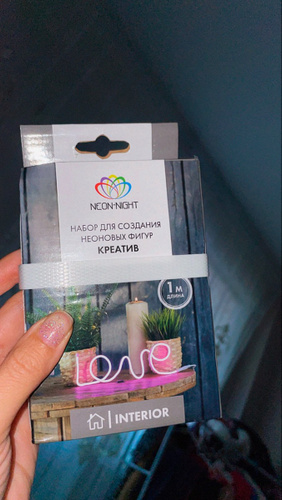 NEON-NIGHT
НАБОР ДЛЯ СОЗДАНИЯ
НЕОНОВЫХ ФИГУР
КРЕАТИВ
1 М
ДЛИНА
Love
INTERIOR